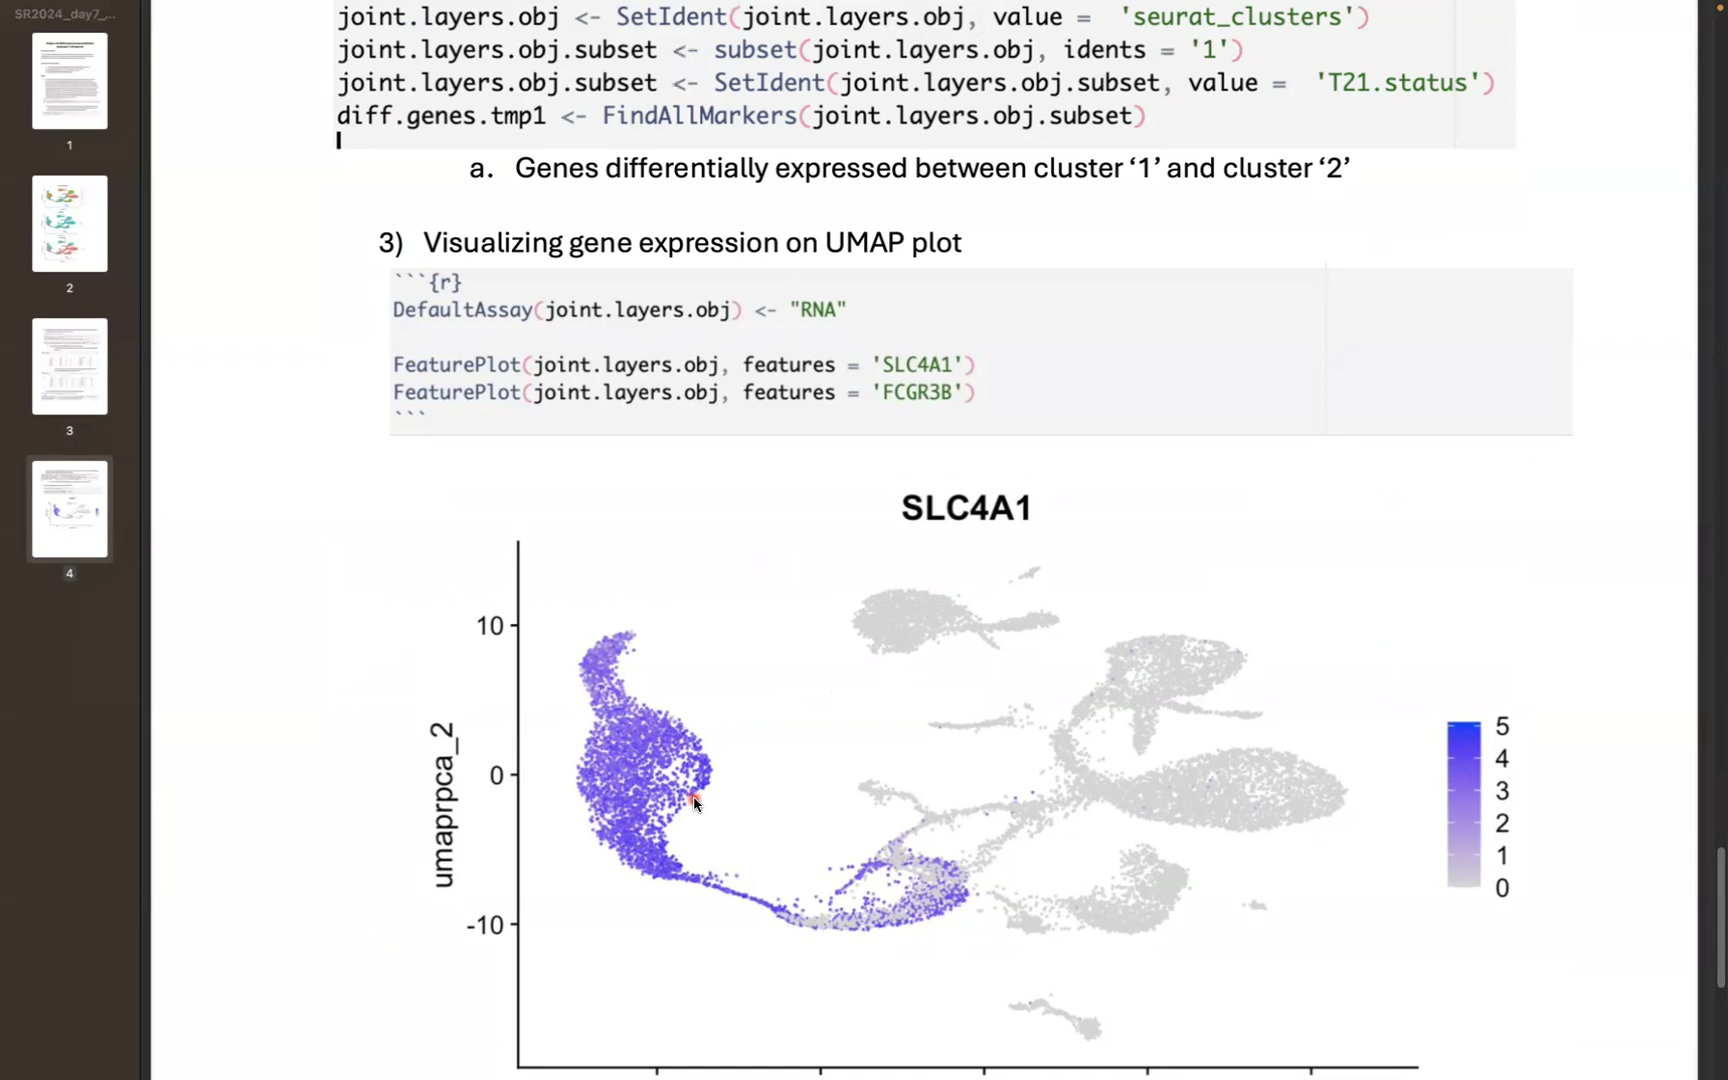 SR2024_day7_...
1
2
3
4
joint.layers.obj <- SetIdent(joint.layers.obj, value =  'seurat_clusters')
joint.layers.obj.subset <- subset(joint.layers.obj, idents = '1')
joint.layers.obj.subset <- SetIdent(joint.layers.obj.subset, value =  'T21.status')
diff.genes.tmp1 <- FindAllMarkers(joint.layers.obj.subset)
a. Genes differentially expressed between cluster ‘1’ and cluster ‘2’
3) Visualizing gene expression on UMAP plot
```{r}
DefaultAssay(joint.layers.obj) <- "RNA"
FeaturePlot(joint.layers.obj, features = 'SLC4A1')
FeaturePlot(joint.layers.obj, features = 'FCGR3B')
```
SLC4A1
10
0
-10
umaprpca_2
5
4
3
2
1
0